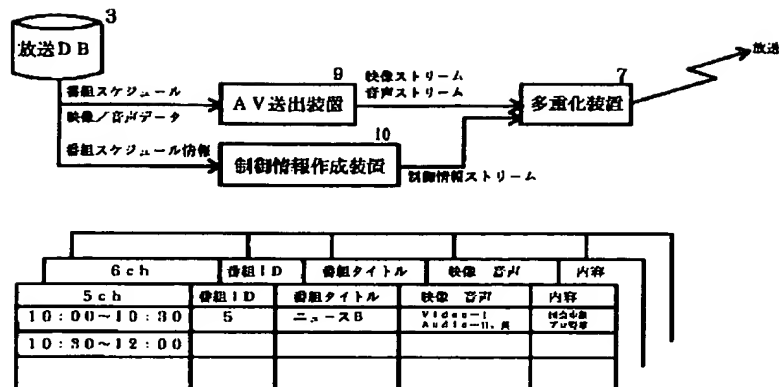 3
放送DB
番組スケジュール
映像/音声データ
番組スケジュール情報
9
AV送出装置
映像ストリーム
音声ストリーム
10
制御情報作成装置
制御情報ストリーム
7
多重化装置
放送
6ch 番組ID 番組タイトル 映像 音声 内容
5ch 番組ID 番組タイトル 映像 音声 内容
10:00~10:30 5 ニュースB Video-I
10:30~12:00